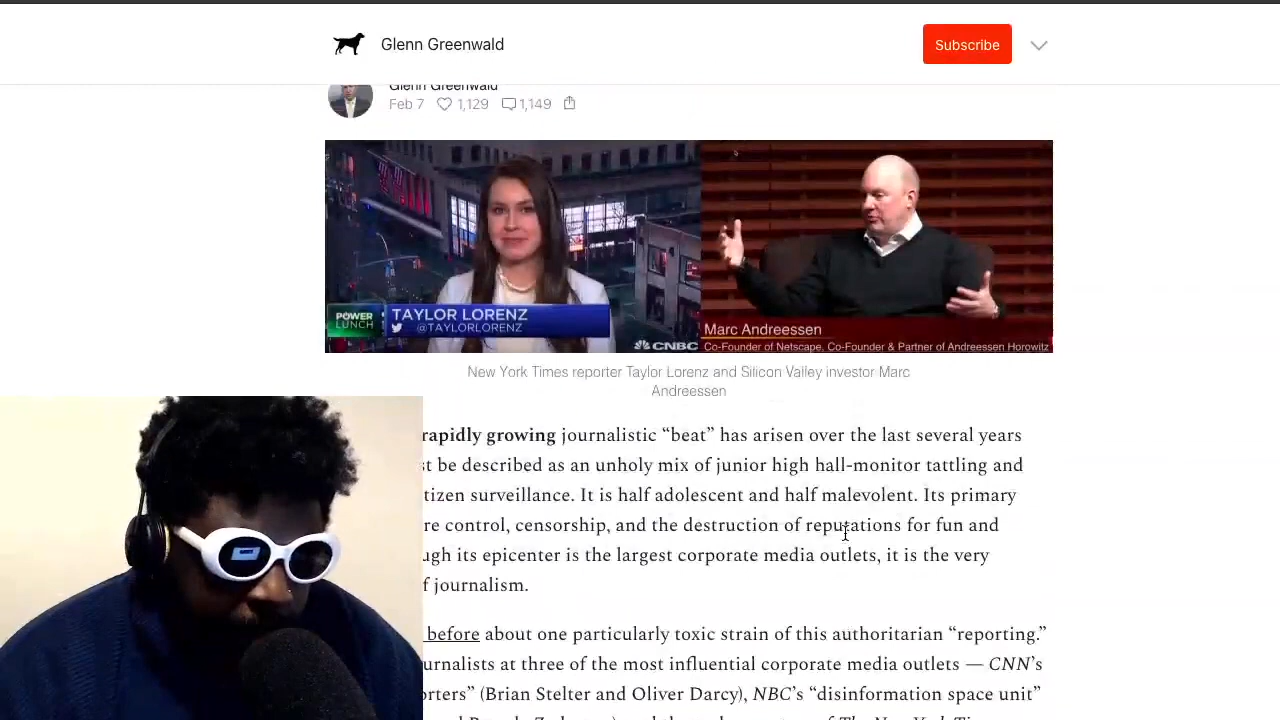 Glenn Greenwald
Subscribe
Glenn Greenwald
Feb 7 1,129 1,149
POWER LUNCH
TAYLOR LORENZ
@TAYLORLORENZ
CNBC
Marc Andreessen
Co-Founder of Netscape, Co-Founder & Partner of Andreessen Horowitz
New York Times reporter Taylor Lorenz and Silicon Valley investor Marc
Andreessen
rapidly growing journalistic “beat” has arisen over the last several years
be described as an unholy mix of junior high hall-monitor tattling and
surveillance. It is half adolescent and half malevolent. Its primary
control, censorship, and the destruction of reputations for fun and
its epicenter is the largest corporate media outlets, it is the very
journalism.
before about one particularly toxic strain of this authoritarian “reporting.”
at three of the most influential corporate media outlets — CNN’s
(Brian Stelter and Oliver Darcy), NBC’s “disinformation space unit”